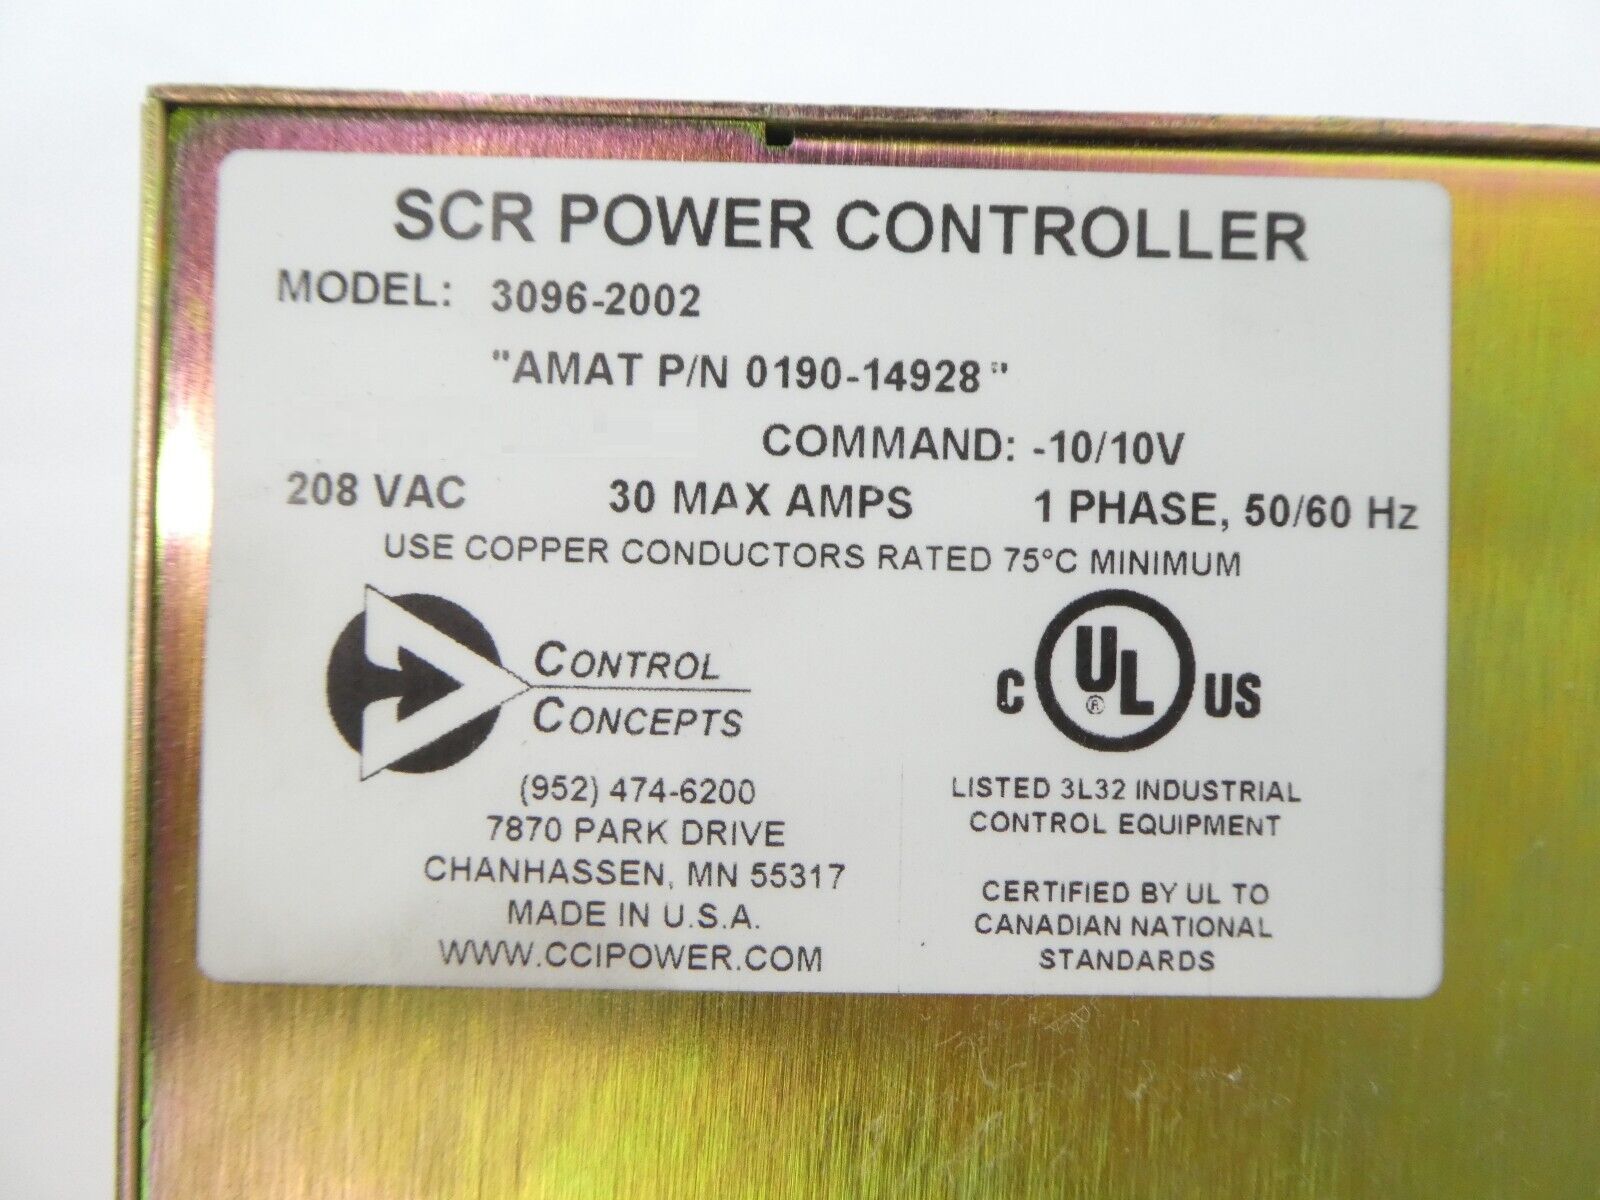 SCR POWER CONTROLLER
MODEL: 3096-2002
"AMAT P/N 0190-14928"
COMMAND: -10/10V
208 VAC 30 MAX AMPS 1 PHASE, 50/60 Hz
USE COPPER CONDUCTORS RATED 75°C MINIMUM
CONTROL
CONCEPTS
(952) 474-6200
7870 PARK DRIVE
CHANHASSEN, MN 55317
MADE IN U.S.A.
WWW.CCIPOWER.COM
C UL® US
LISTED 3L32 INDUSTRIAL
CONTROL EQUIPMENT
CERTIFIED BY UL TO
CANADIAN NATIONAL
STANDARDS